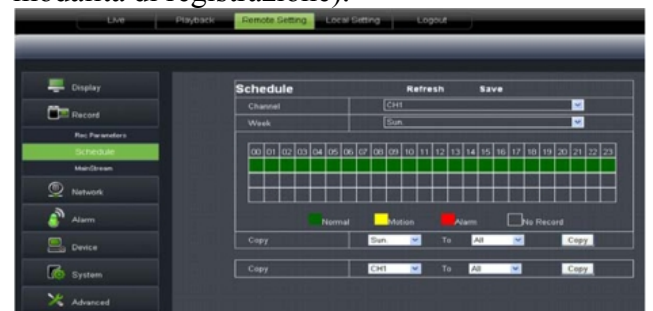 modalità di registrazione).
Live Playback Remote Setting Local Setting Logout
Display
Record
Rec Parameters
Schedule
MainStream
Network
Alarm
Device
System
Advanced
Schedule Refresh Save
Channel CH1
Week Sun.
00 01 02 03 04 05 06 07 08 09 10 11 12 13 14 15 16 17 18 19 20 21 22 23
Normal Motion Alarm No Record
Copy Sun. To All Copy
Copy CH1 To All Copy